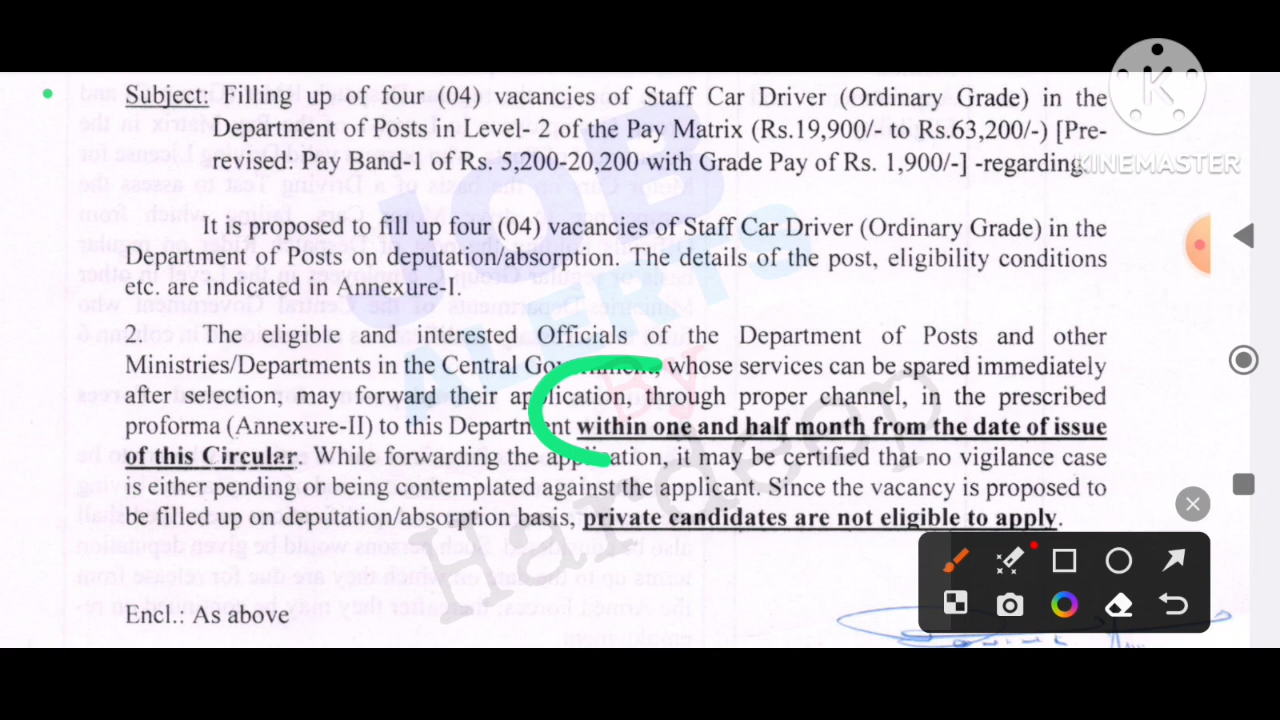 KINEMASTER
Subject: Filling up of four (04) vacancies of Staff Car Driver (Ordinary Grade) in the
Department of Posts in Level- 2 of the Pay Matrix (Rs.19,900/- to Rs.63,200/-) [Pre-
revised: Pay Band-1 of Rs.5,200-20,200 with Grade Pay of Rs. 1,900/-] -regarding.
It is proposed to fill up four (04) vacancies of Staff Car Driver (Ordinary Grade) in the
Department of Posts on deputation/absorption. The details of the post, eligibility conditions
etc. are indicated in Annexure-I.
2. The eligible and interested Officials of the Department of Posts and other
Ministries/Departments in the Central Government, whose services can be spared immediately
after selection, may forward their application, through proper channel, in the prescribed
proforma (Annexure-II) to this Department within one and half month from the date of issue
of this Circular. While forwarding the application, it may be certified that no vigilance case
is either pending or being contemplated against the applicant. Since the vacancy is proposed to
be filled up on deputation/absorption basis, private candidates are not eligible to apply.
Encl.: As above
JOB
ALERTS
By
Hardeep